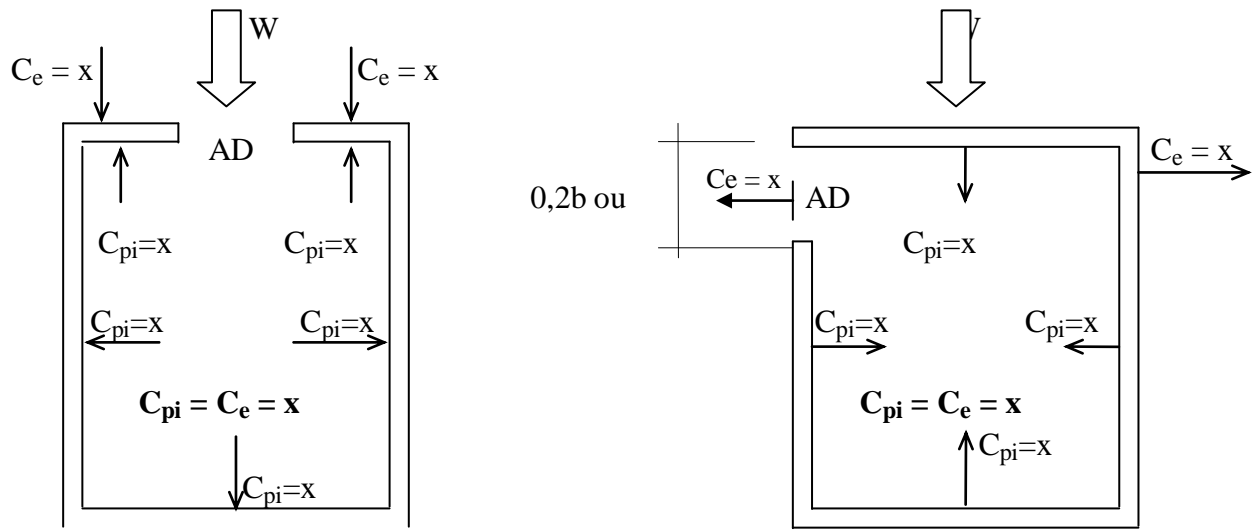 W
C_e = x
C_e = x
AD
C_pi=x
C_pi=x
C_pi=x
C_pi=x
C_pi = C_e = x
C_pi=x
C_e = x
0,2b ou
Ce = x
AD
C_pi=x
C_pi=x
C_pi=x
C_pi = C_e = x
C_pi=x